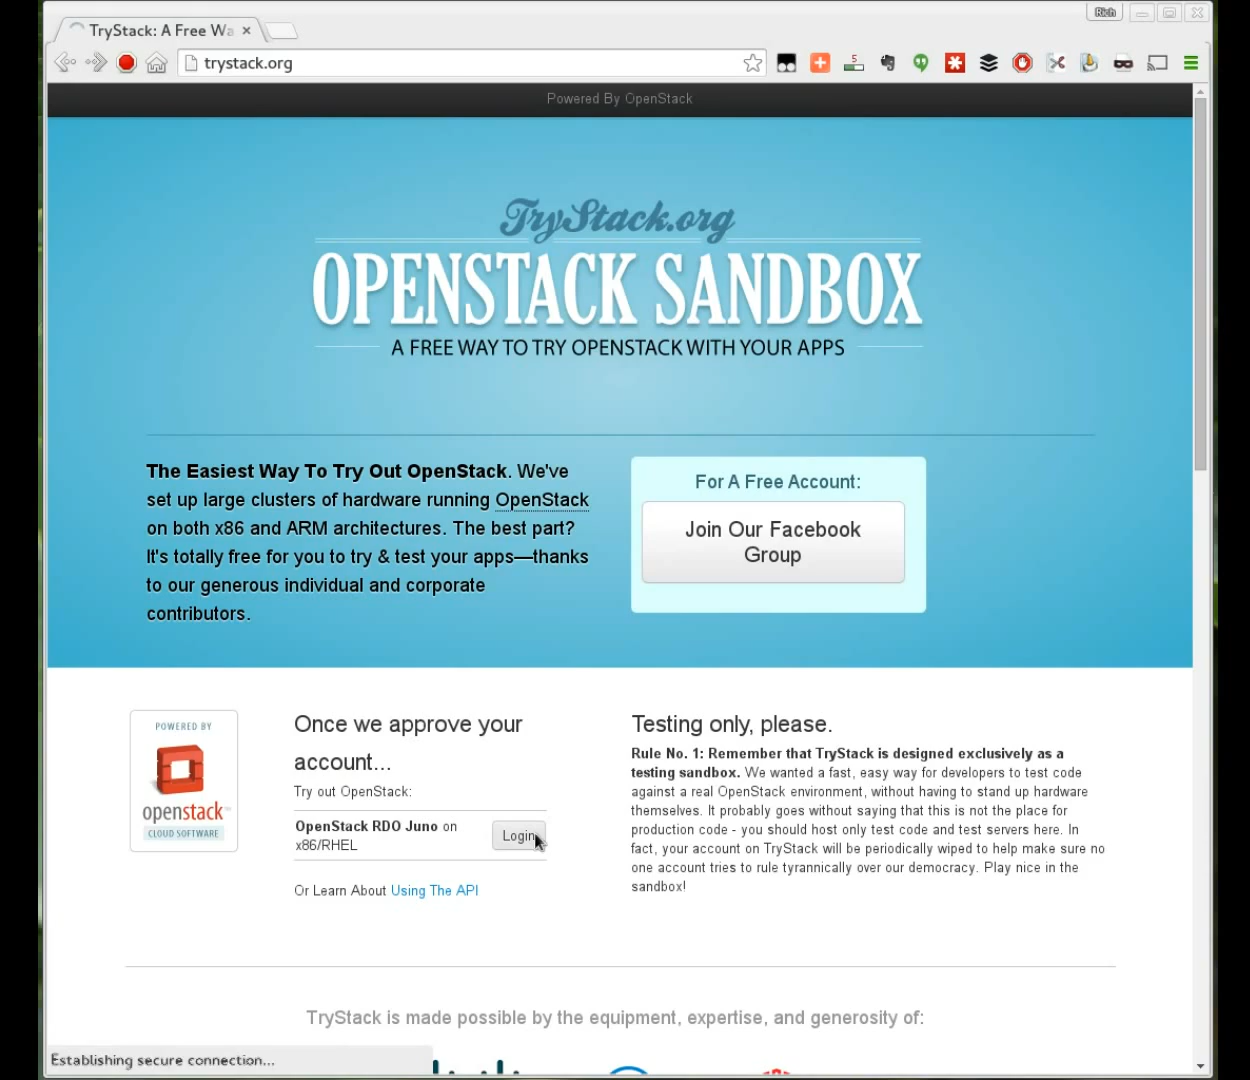 Rich
TryStack: A Free Wa
trystack.org
5
Powered By OpenStack
TryStack.org
OPENSTACK SANDBOX
A FREE WAY TO TRY OPENSTACK WITH YOUR APPS
The Easiest Way To Try Out OpenStack. We've
set up large clusters of hardware running OpenStack
on both x86 and ARM architectures. The best part?
It's totally free for you to try & test your apps—thanks
to our generous individual and corporate
contributors.
For A Free Account:
Join Our Facebook
Group
POWERED BY
openstack™
CLOUD SOFTWARE
Once we approve your
account...
Try out OpenStack:
OpenStack RDO Juno on
x86/RHEL
Login
Or Learn About Using The API
Testing only, please.
Rule No. 1: Remember that TryStack is designed exclusively as a
testing sandbox. We wanted a fast, easy way for developers to test code
against a real OpenStack environment, without having to stand up hardware
themselves. It probably goes without saying that this is not the place for
production code - you should host only test code and test servers here. In
fact, your account on TryStack will be periodically wiped to help make sure no
one account tries to rule tyrannically over our democracy. Play nice in the
sandbox!
TryStack is made possible by the equipment, expertise, and generosity of:
Establishing secure connection...